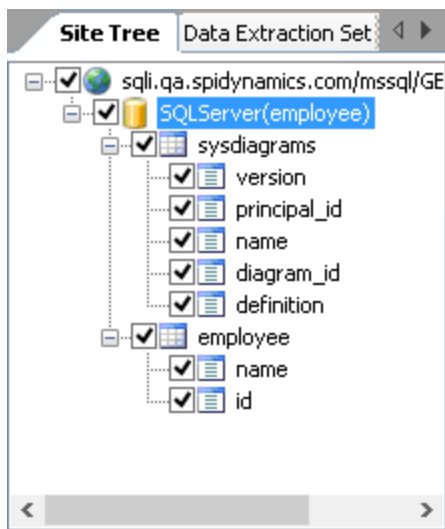 Site Tree
Data Extraction Set
sqli.qa.spidynamics.com/mssql/GE
SQLServer(employee)
sysdiagrams
version
principal_id
name
diagram_id
definition
employee
name
id